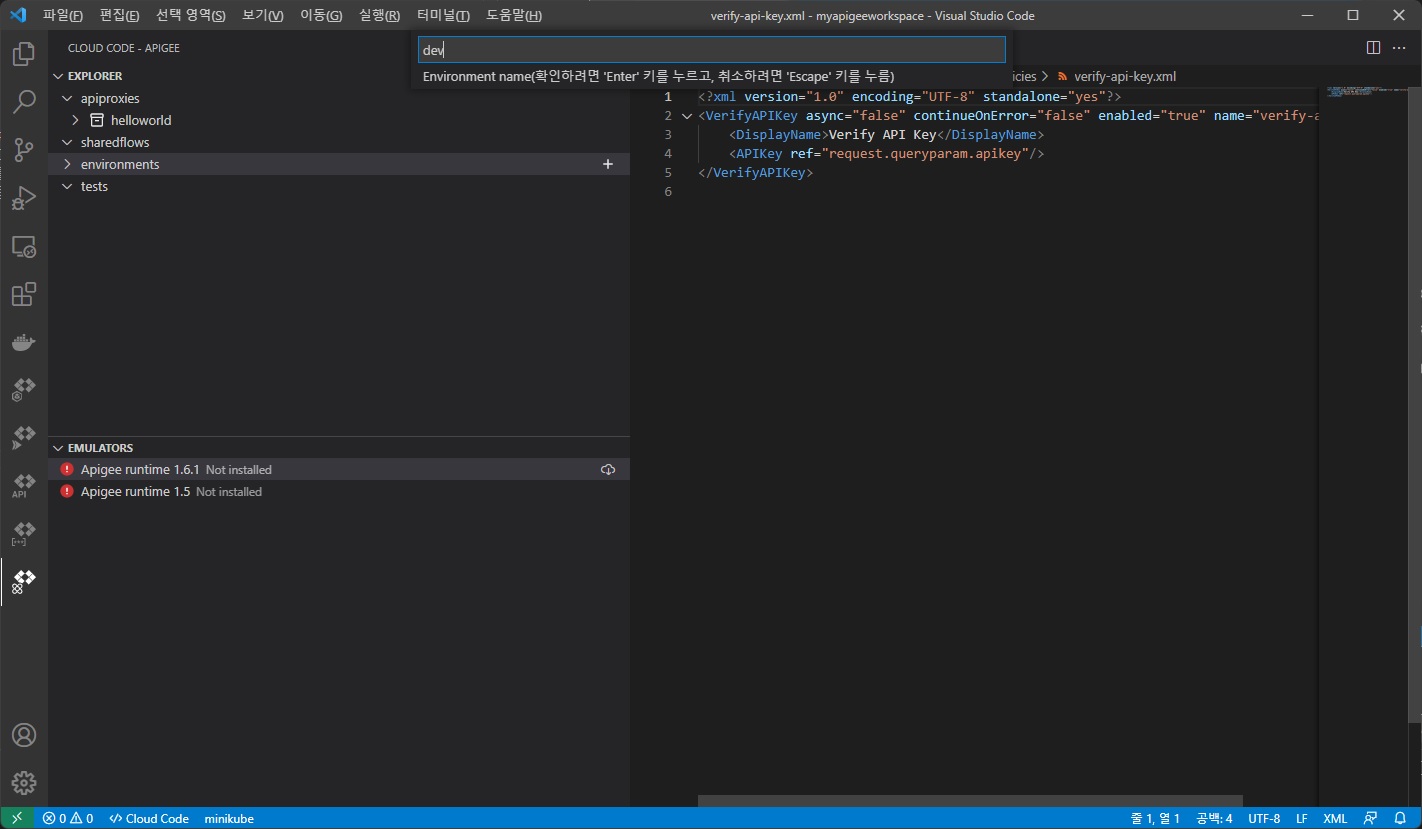 파일(F) 편집(E) 선택 영역(S) 보기(V) 이동(G) 실행(R) 터미널(T) 도움말(H) verify-api-key.xml - myapigeeworkspace - Visual Studio Code
CLOUD CODE - APIGEE
dev
Environment name(확인하려면 'Enter' 키를 누르고, 취소하려면 'Escape' 키를 누름)
icies > verify-api-key.xml
EXPLORER
apiproxies
helloworld
sharedflows
environments
tests
1 <?xml version="1.0" encoding="UTF-8" standalone="yes"?>
2 <VerifyAPIKey async="false" continueOnError="false" enabled="true" name="verify-a
3 <DisplayName>Verify API Key</DisplayName>
4 <APIKey ref="request.queryparam.apikey"/>
5 </VerifyAPIKey>
6
EMULATORS
Apigee runtime 1.6.1 Not installed
Apigee runtime 1.5 Not installed
API
0 0 Cloud Code minikube 줄 1, 열 1 공백: 4 UTF-8 LF XML